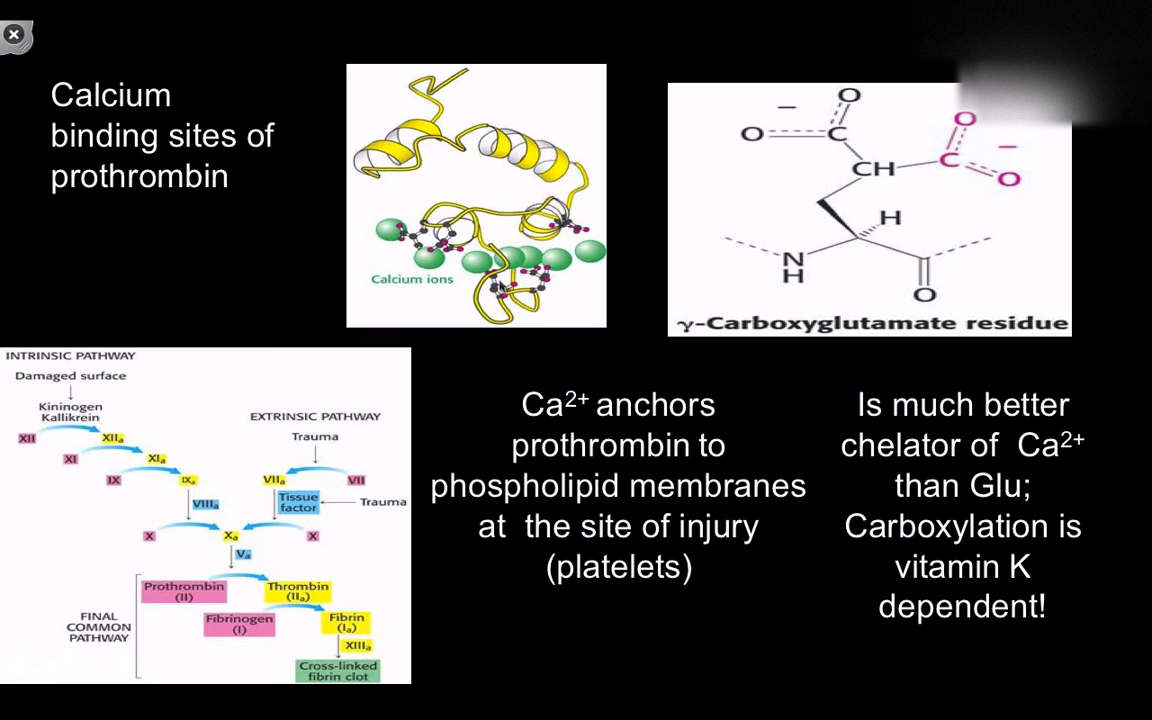 Calcium
binding sites of
prothrombin
Calcium ions
O
−
O
C
O
C
−
O
CH
H
N
H
O
γ-Carboxyglutamate residue
INTRINSIC PATHWAY
Damaged surface
Kininogen
Kallikrein
XII
XIIa
XI
XIa
IX
IXa
VIIIa
EXTRINSIC PATHWAY
Trauma
VIIa
VII
Tissue
factor
Trauma
X
Xa
X
Va
Prothrombin
(II)
Thrombin
(IIa)
Fibrinogen
(I)
Fibrin
(Ia)
XIIIa
FINAL
COMMON
PATHWAY
Cross-linked
fibrin clot
Ca2+ anchors
prothrombin to
phospholipid membranes
at the site of injury
(platelets)
Is much better
chelator of Ca2+
than Glu;
Carboxylation is
vitamin K
dependent!